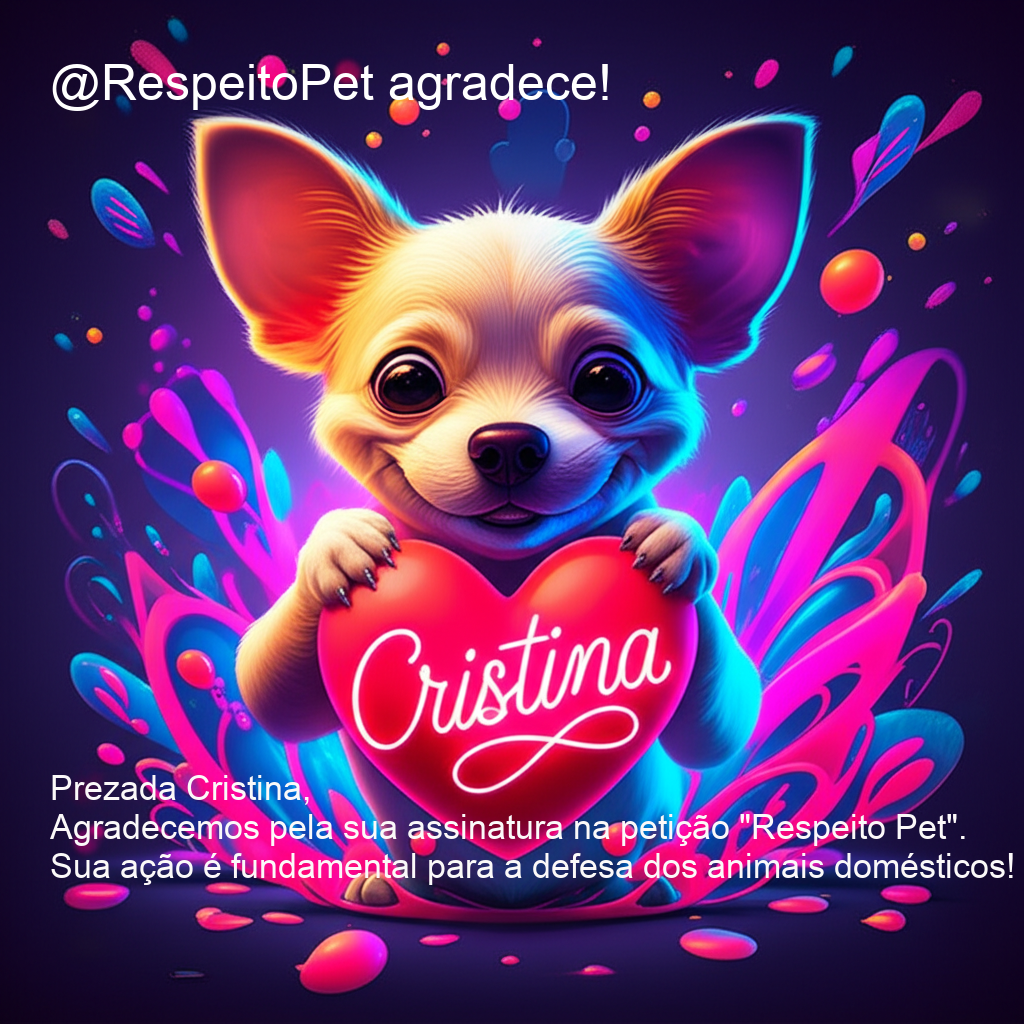 @RespeitoPet agradece!
Cristina
Prezada Cristina,
Agradecemos pela sua assinatura na petição "Respeito Pet".
Sua ação é fundamental para a defesa dos animais domésticos!